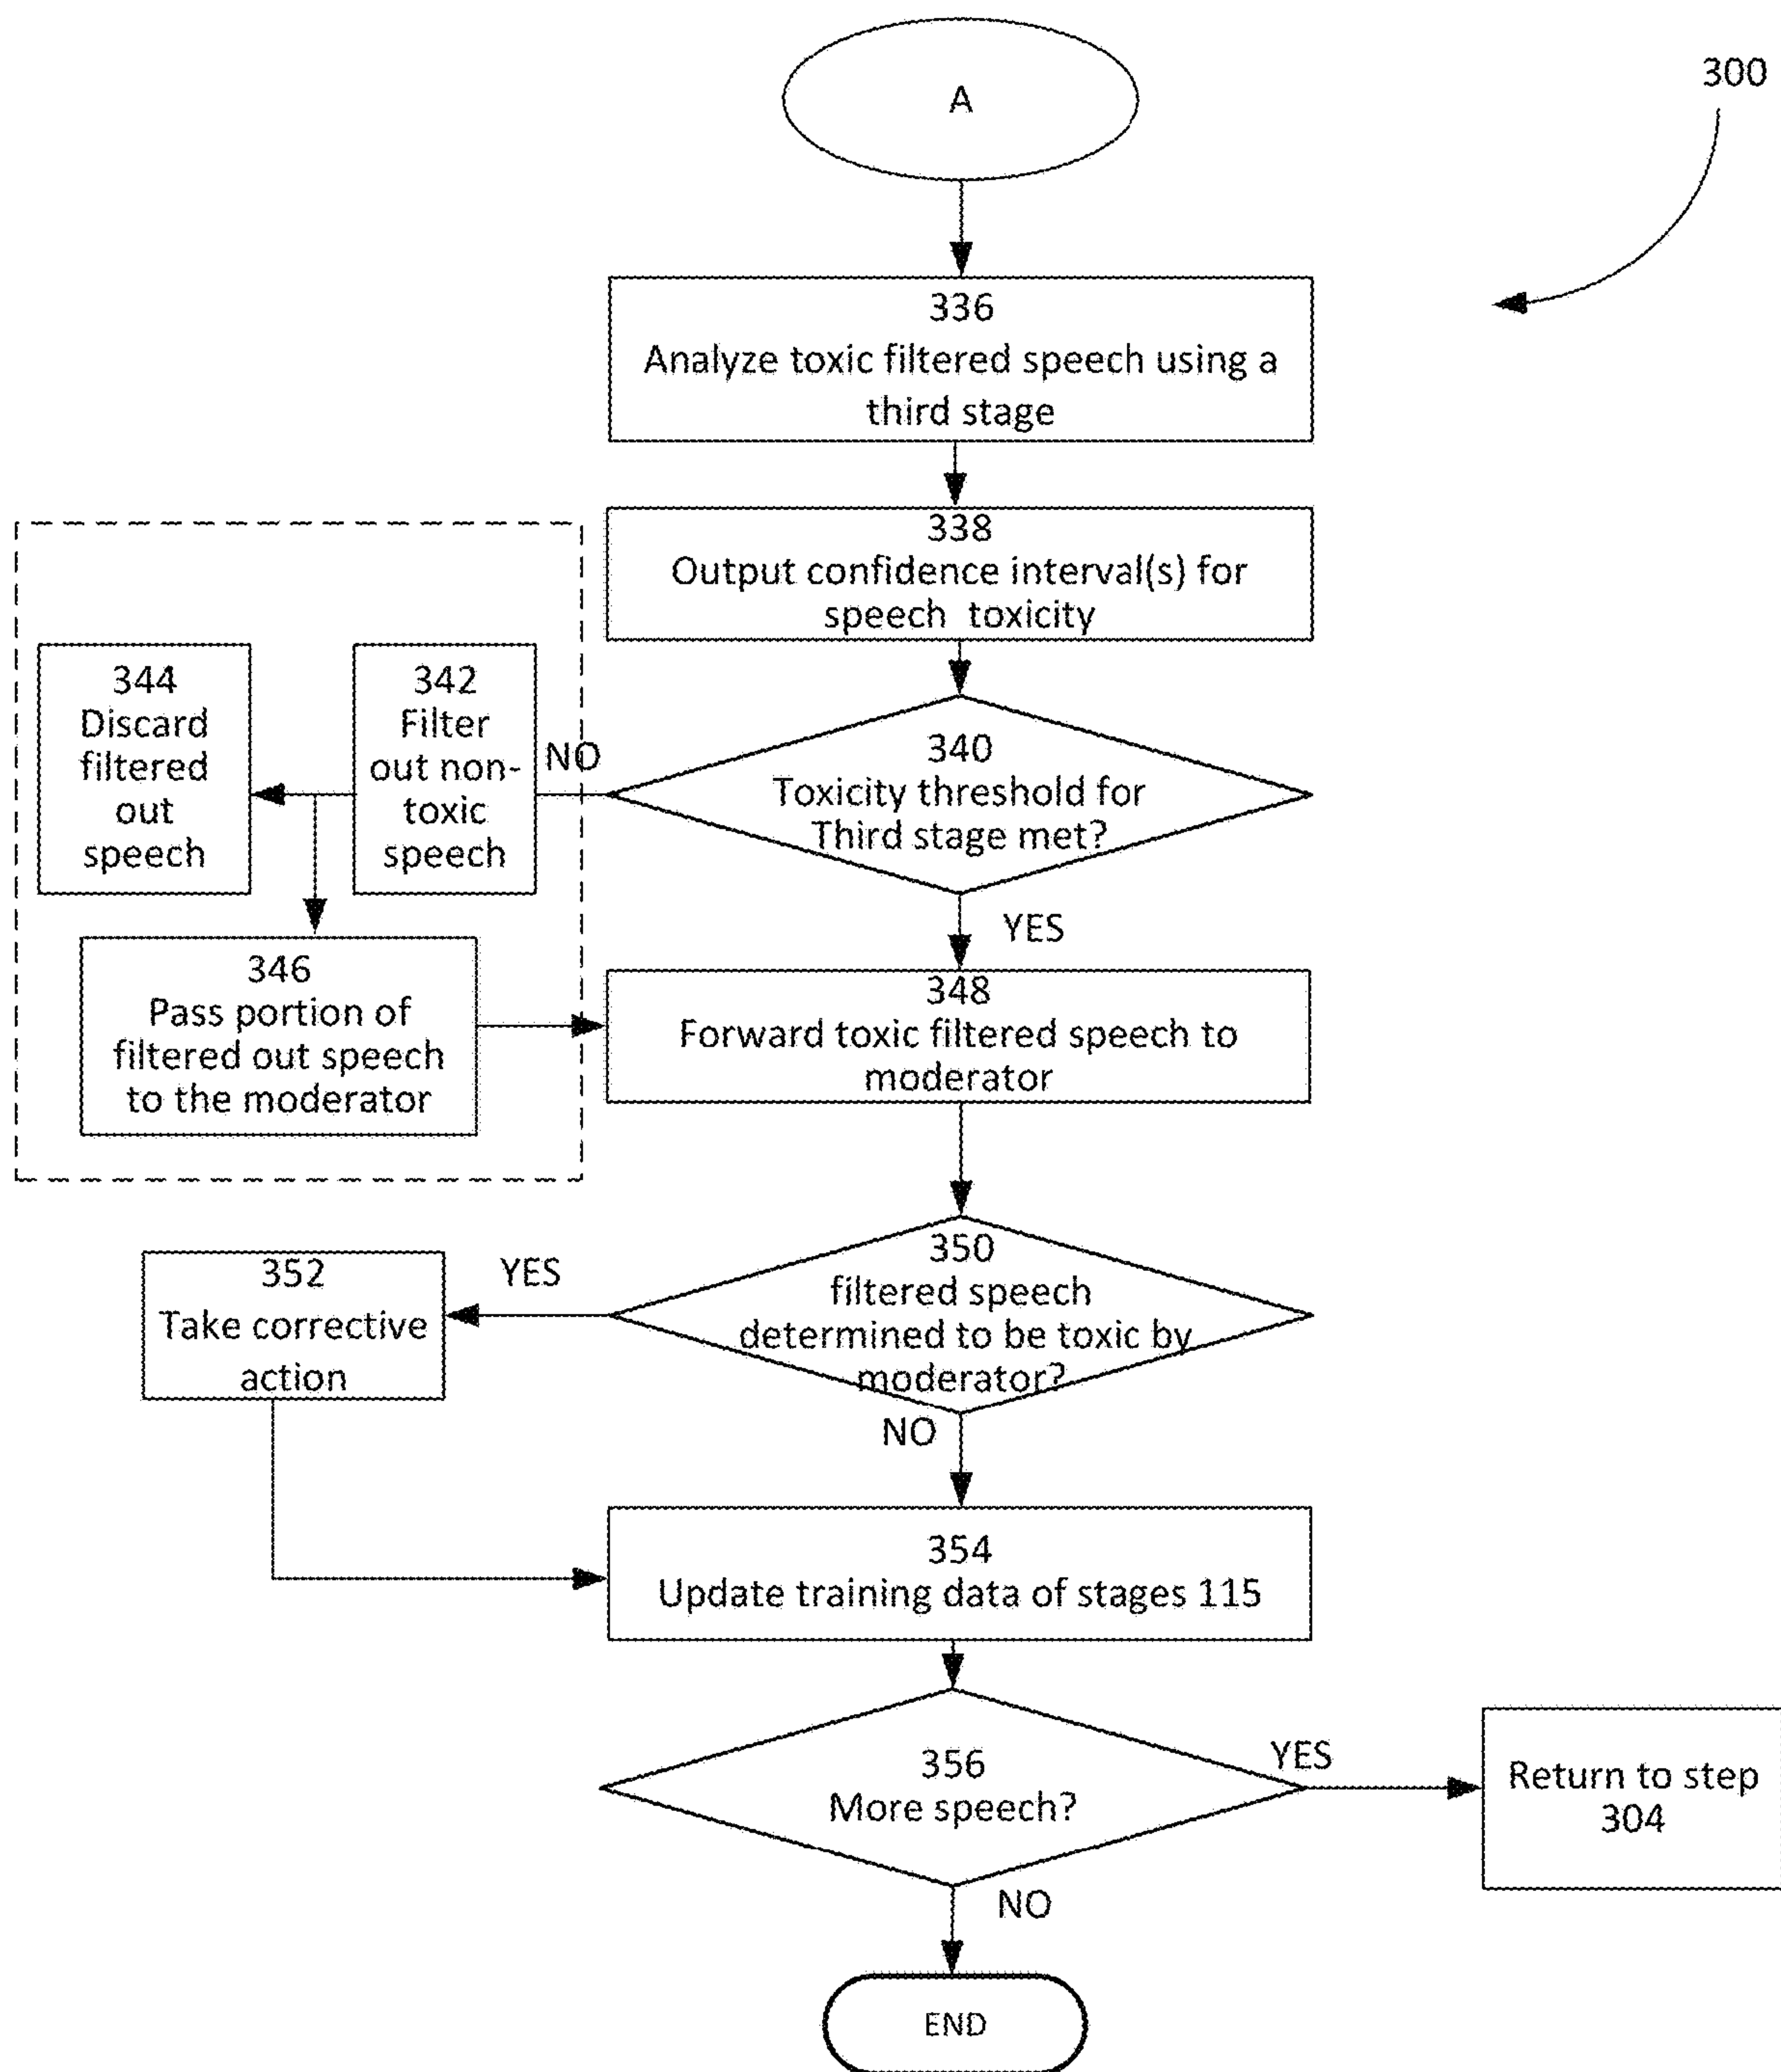 A
300
336
Analyze toxic filtered speech using a
third stage
338
Output confidence interval(s) for
speech toxicity
344
Discard
filtered
out
speech
342
Filter
out non-
toxic
speech
NO
340
Toxicity threshold for
Third stage met?
YES
346
Pass portion of
filtered out speech
to the moderator
348
Forward toxic filtered speech to
moderator
352
Take corrective
action
YES
350
filtered speech
determined to be toxic by
moderator?
NO
354
Update training data of stages 115
356
More speech?
YES
Return to step
304
NO
END